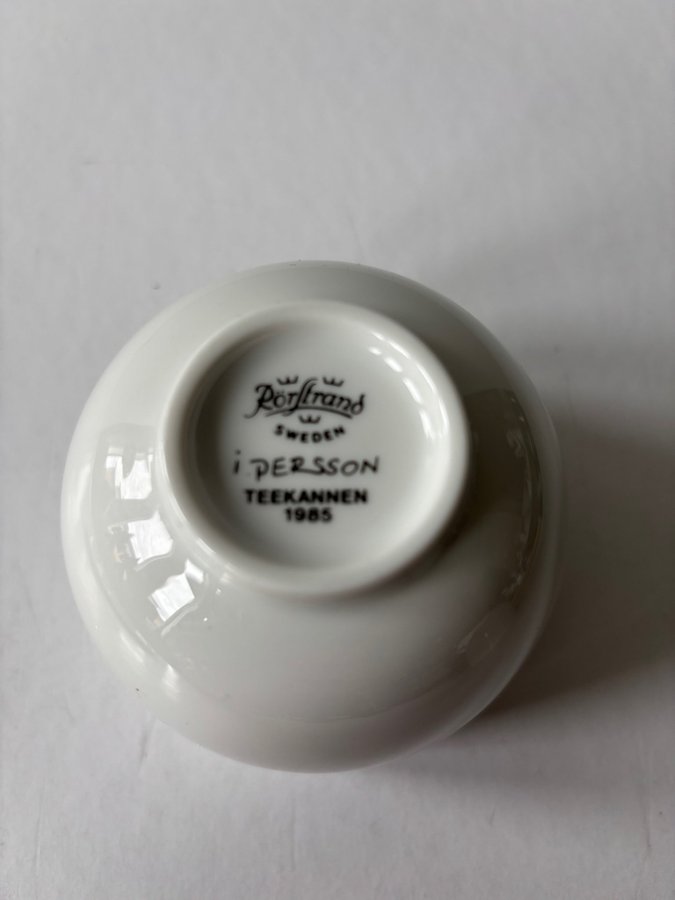 Rörstrand
SWEDEN
i. PERSSON
TEEKANNEN
1985